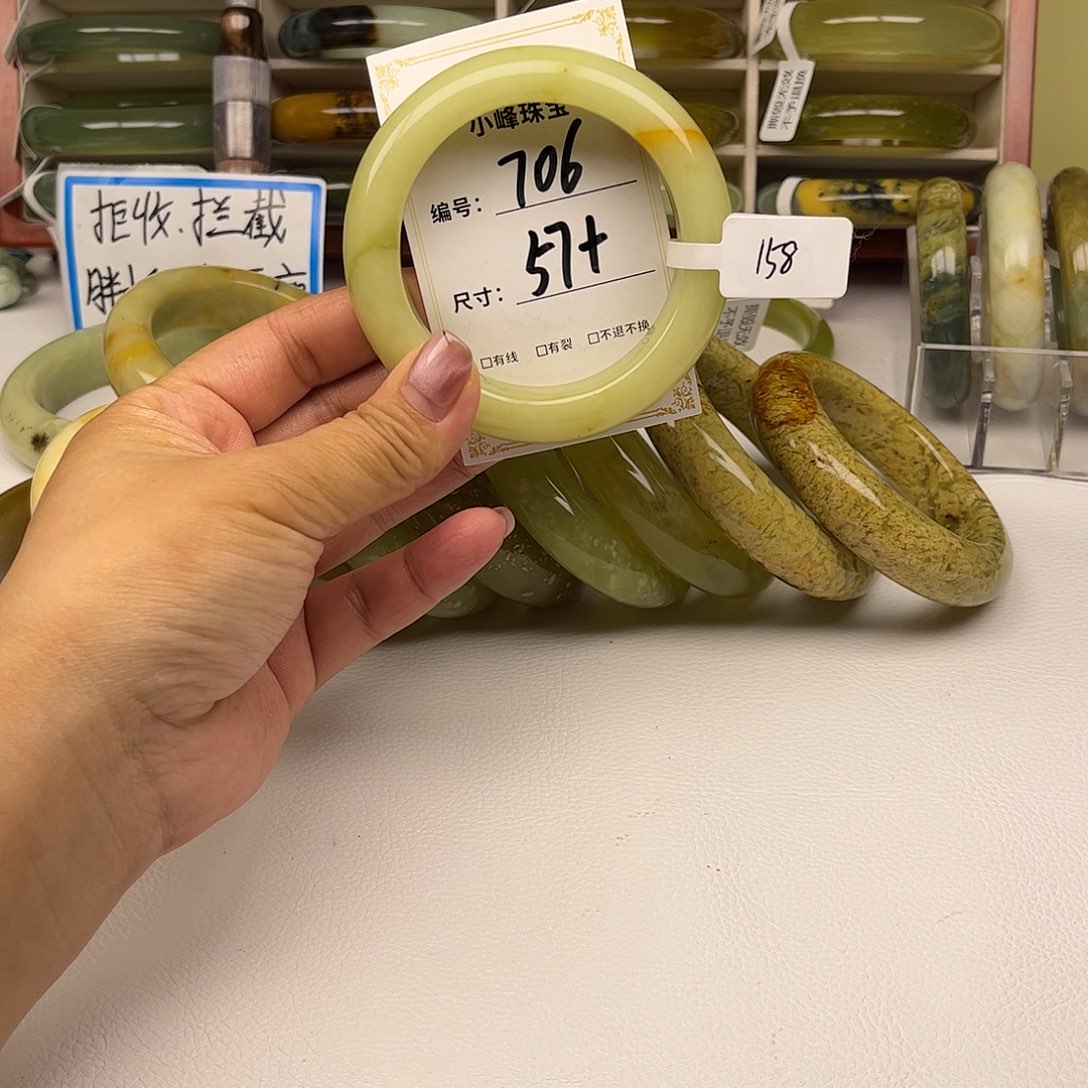 小峰珠宝
编号: 706
尺寸: 57+
□有线 □有裂 □不退不换
158
拒收.拦截